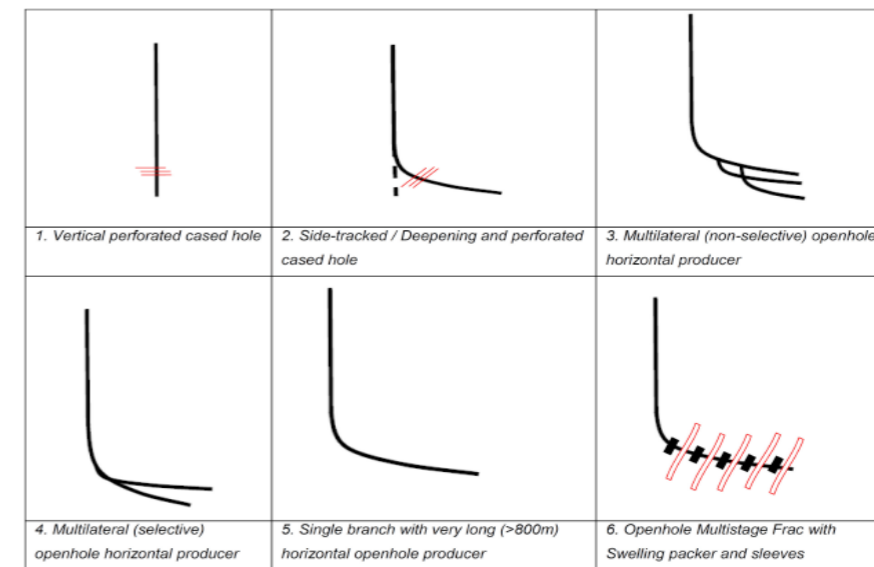 1. Vertical perforated cased hole
2. Side-tracked / Deepening and perforated
cased hole
3. Multilateral (non-selective) openhole
horizontal producer
4. Multilateral (selective)
openhole horizontal producer
5. Single branch with very long (>800m)
horizontal openhole producer
6. Openhole Multistage Frac with
Swelling packer and sleeves